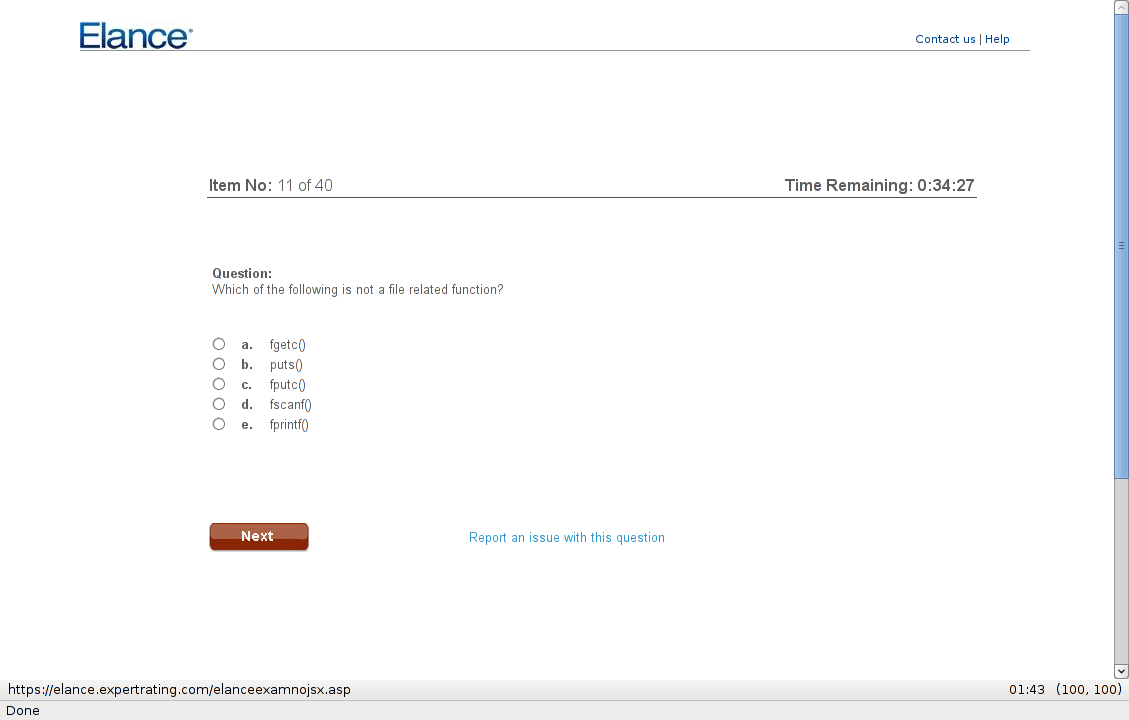 Elance®
Contact us | Help
Item No: 11 of 40
Time Remaining: 0:34:27
Question:
Which of the following is not a file related function?
a. fgetc()
b. puts()
c. fputc()
d. fscanf()
e. fprintf()
Next
Report an issue with this question
https://elance.expertrating.com/elanceexamnojsx.asp
01:43 (100, 100)
Done